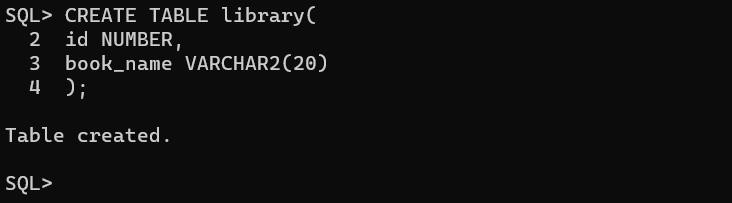 SQL> CREATE TABLE library(
  2  id NUMBER,
  3  book_name VARCHAR2(20)
  4  );
Table created.
SQL>